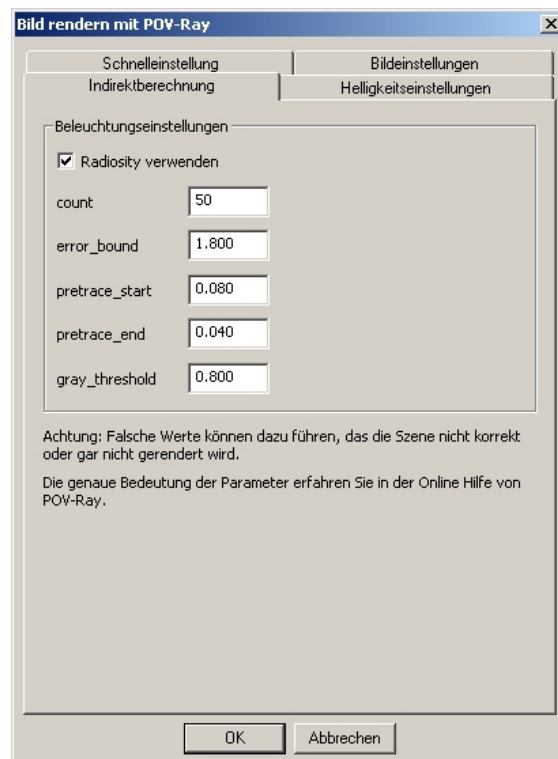 Bild rendern mit POV-Ray
Schnelleinstellung
Bildeinstellungen
Indirektberechnung
Helligkeitseinstellungen
Beleuchtungseinstellungen
Radiosity verwenden
count 50
error_bound 1.800
pretrace_start 0.080
pretrace_end 0.040
gray_threshold 0.800
Achtung: Falsche Werte können dazu führen, das die Szene nicht korrekt
oder gar nicht gerendert wird.
Die genaue Bedeutung der Parameter erfahren Sie in der Online Hilfe von
POV-Ray.
OK
Abbrechen